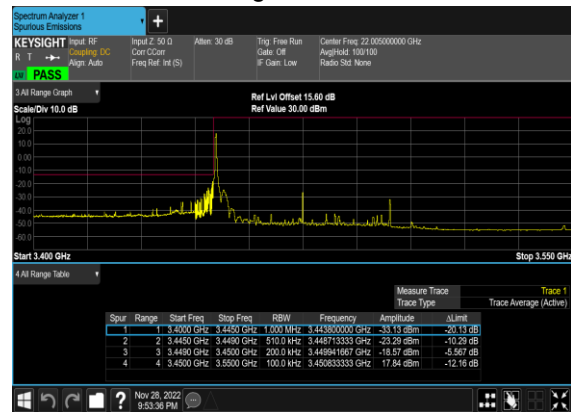 Spectrum Analyzer 1
Spurious Emissions
KEYSIGHT Input: RF Input Z: 50 Ω Atten: 30 dB Trig: Free Run Center Freq: 22.005000000 GHz
R T Coupling: DC Corr CCorr Gate: Off Avg|Hold: 100/100
Align: Auto Freq Ref: Int (S) IF Gain: Low Radio Std: None
PASS
3 All Range Graph
Ref Lvl Offset 15.60 dB
Scale/Div 10.0 dB Ref Value 30.00 dBm
Log
20.0
10.0
0.00
-10.0
-20.0
-30.0
-40.0
-50.0
-60.0
Start 3.400 GHz Stop 3.550 GHz
4 All Range Table
Measure Trace Trace 1
Trace Type Trace Average (Active)
Spur Range Start Freq Stop Freq RBW Frequency Amplitude ΔLimit
1 1 3.4000 GHz 3.4450 GHz 1.000 MHz 3.443800000 GHz -33.13 dBm -20.13 dB
2 2 3.4450 GHz 3.4490 GHz 510.0 kHz 3.448713333 GHz -23.29 dBm -10.29 dB
3 3 3.4490 GHz 3.4500 GHz 200.0 kHz 3.449941667 GHz -18.57 dBm -5.567 dB
4 4 3.4500 GHz 3.5500 GHz 100.0 kHz 3.450833333 GHz 17.84 dBm -12.16 dB
? Nov 28, 2022
9:53:36 PM